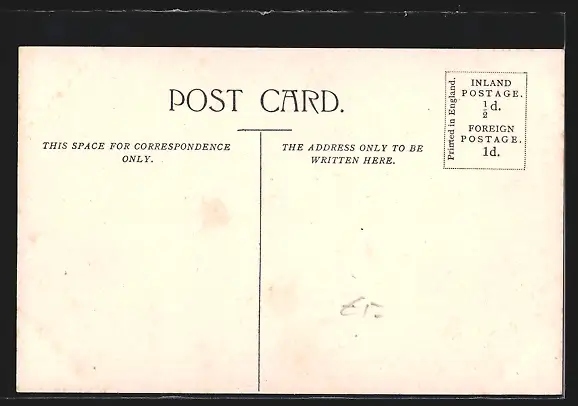 POST CARD.
THIS SPACE FOR CORRESPONDENCE
ONLY.
THE ADDRESS ONLY TO BE
WRITTEN HERE.
Printed in England.
INLAND
POSTAGE.
½d.
FOREIGN
POSTAGE.
1d.